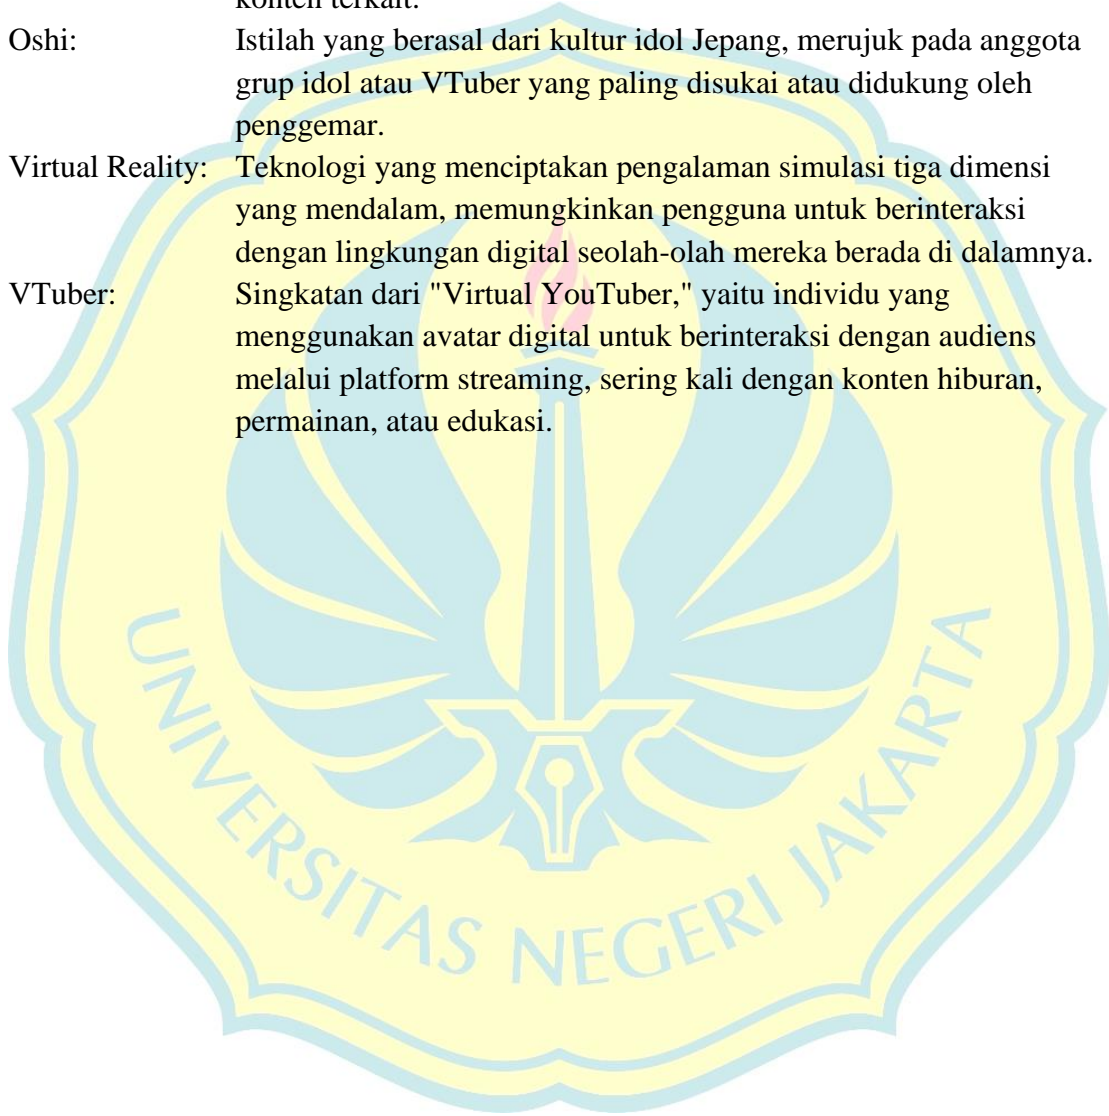 konten terkait.
Oshi: Istilah yang berasal dari kultur idol Jepang, merujuk pada anggota
grup idol atau VTuber yang paling disukai atau didukung oleh
penggemar.
Virtual Reality: Teknologi yang menciptakan pengalaman simulasi tiga dimensi
yang mendalam, memungkinkan pengguna untuk berinteraksi
dengan lingkungan digital seolah-olah mereka berada di dalamnya.
VTuber: Singkatan dari "Virtual YouTuber," yaitu individu yang
menggunakan avatar digital untuk berinteraksi dengan audiens
melalui platform streaming, sering kali dengan konten hiburan,
permainan, atau edukasi.
UNIVERSITAS NEGERI JAKARTA